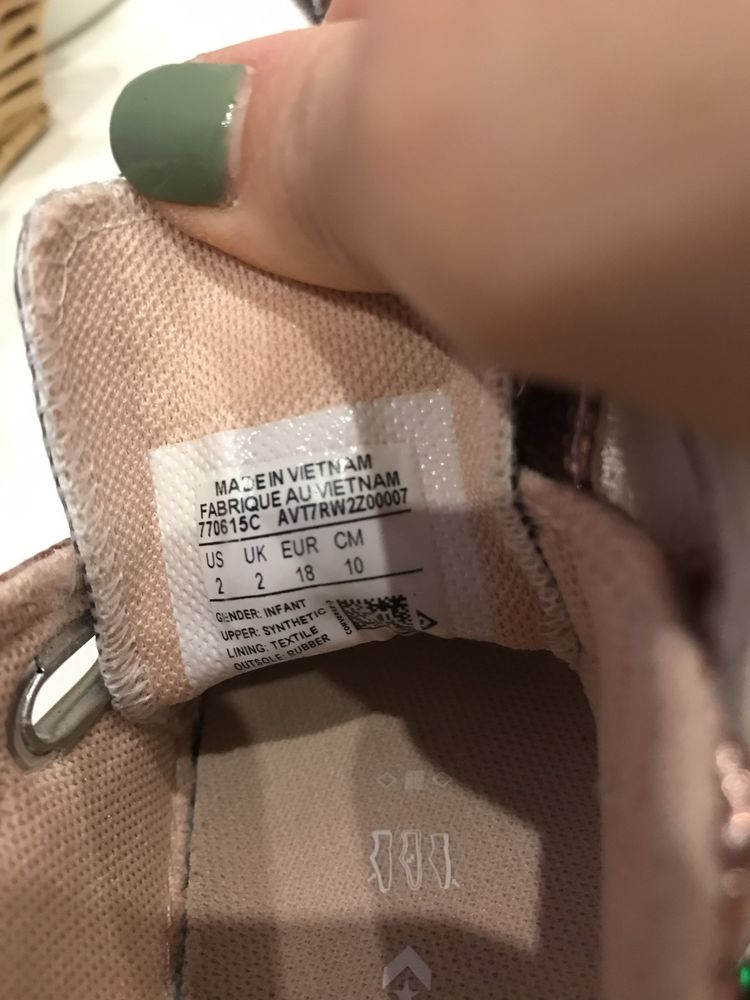 MADE IN VIETNAM
FABRIQUE AU VIETNAM
770615C AVT7RW2Z00007
US UK EUR CM
2 2 18 10
GENDER: INFANT
UPPER: SYNTHETIC
LINING: TEXTILE
OUTSOLE: RUBBER
CONVERSE